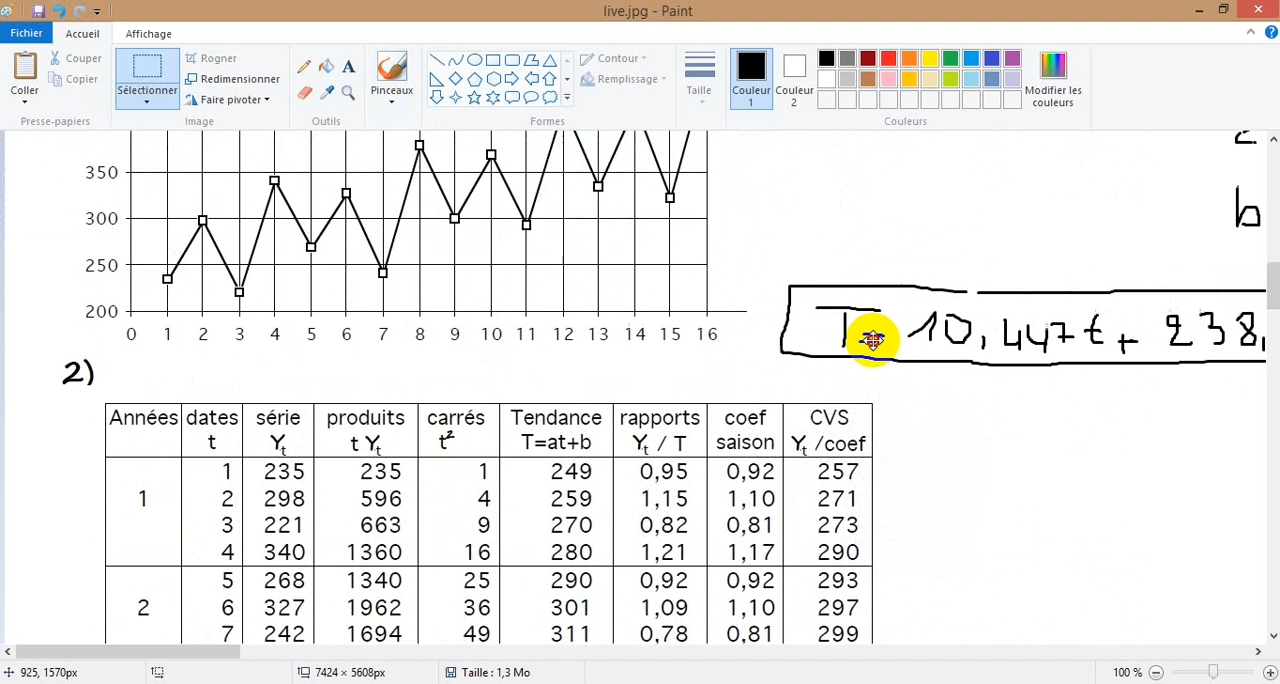 live.jpg - Paint
Fichier Accueil Affichage
Coller
Couper
Copier
Presse-papiers
Sélectionner
Rogner
Redimensionner
Faire pivoter
Image
A
Outils
Pinceaux
Contour
Remplissage
Formes
Taille
Couleur 1
Couleur 2
Modifier les couleurs
Couleurs
350
300
250
200
0 1 2 3 4 5 6 7 8 9 10 11 12 13 14 15 16
b
T = 10,447t + 238,
2)
Années dates t série Yt produits t Yt carrés t² Tendance T=at+b rapports Yt / T coef saison CVS Yt /coef
1 235 235 1 249 0,95 0,92 257
1 2 298 596 4 259 1,15 1,10 271
3 221 663 9 270 0,82 0,81 273
4 340 1360 16 280 1,21 1,17 290
5 268 1340 25 290 0,92 0,92 293
2 6 327 1962 36 301 1,09 1,10 297
7 242 1694 49 311 0,78 0,81 299
925, 1570px
7424 × 5608px
Taille : 1,3 Mo
100 %